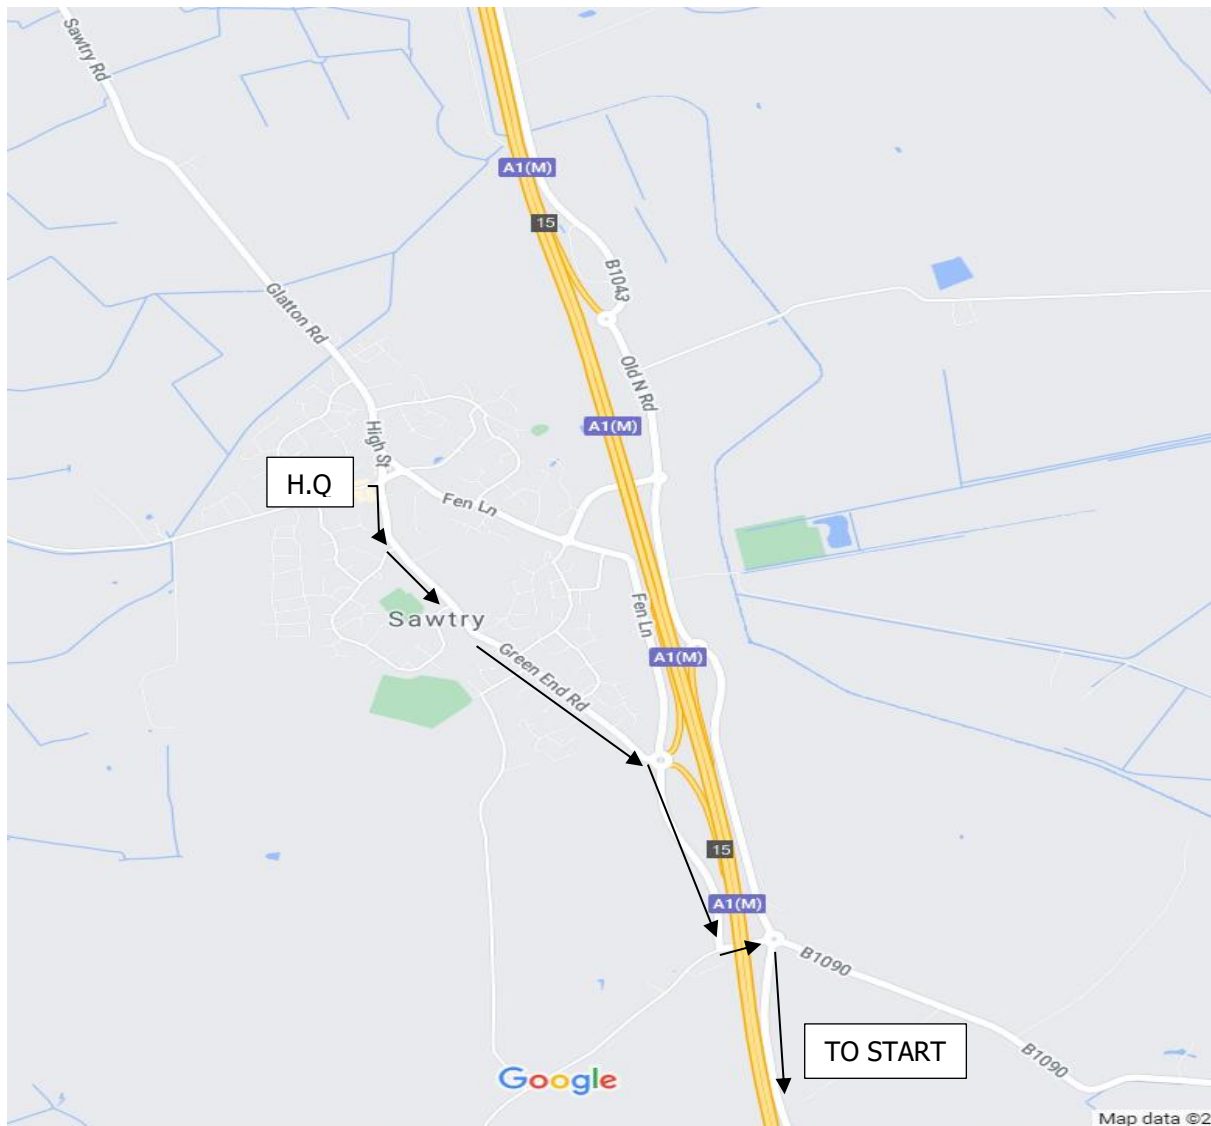 Sawtry Rd
A1(M)
15
B1043
Glatton Rd
Old N Rd
A1(M)
High St
H.Q
Fen Ln
Fen Ln
Sawtry
A1(M)
Green End Rd
15
A1(M)
B1090
TO START
B1090
Google
Map data ©2